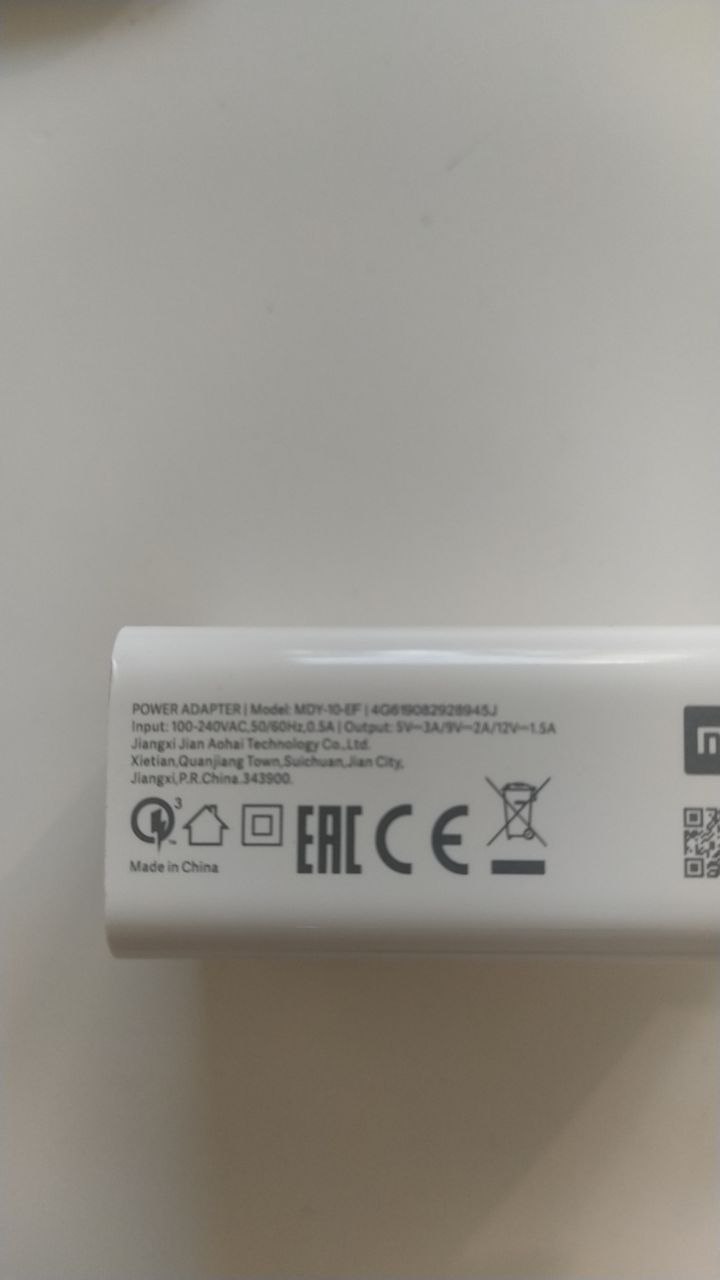 POWER ADAPTER | Model: MDY-10-EF | 4G619082928945J
Input: 100-240VAC,50/60Hz,0.5A | Output: 5V⎓3A/9V⎓2A/12V⎓1.5A
Jiangxi Jian Aohai Technology Co.,Ltd.
Xietian,Quanjiang Town,Suichuan,Jian City,
Jiangxi,P.R.China.343900.
3
EAC CE
Made in China